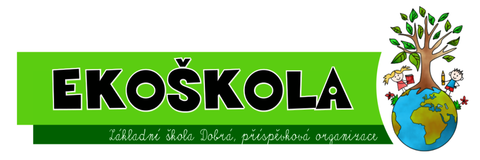 EKOŠKOLA
Základní škola Dobrá, příspěvková organizace